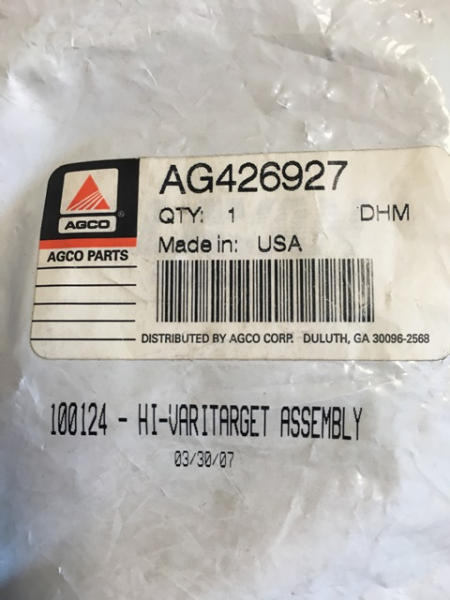 AG426927
AGCO®
QTY: 1 DHM
AGCO PARTS
Made in: USA
DISTRIBUTED BY AGCO CORP. DULUTH, GA 30096-2568
100124 - HI-VARITARGET ASSEMBLY
03/30/07